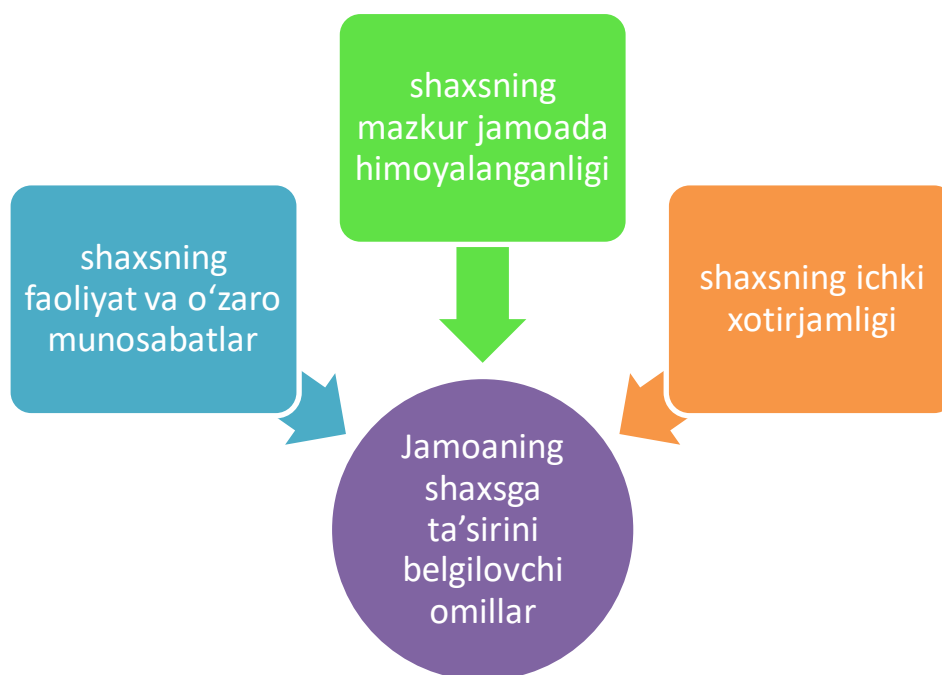 shaxsning
mazkur jamoada
himoyalanganligi
shaxsning
faoliyat va o‘zaro
munosabatlar
shaxsning ichki
xotirjamligi
Jamoaning
shaxsga
ta’sirini
belgilovchi
omillar